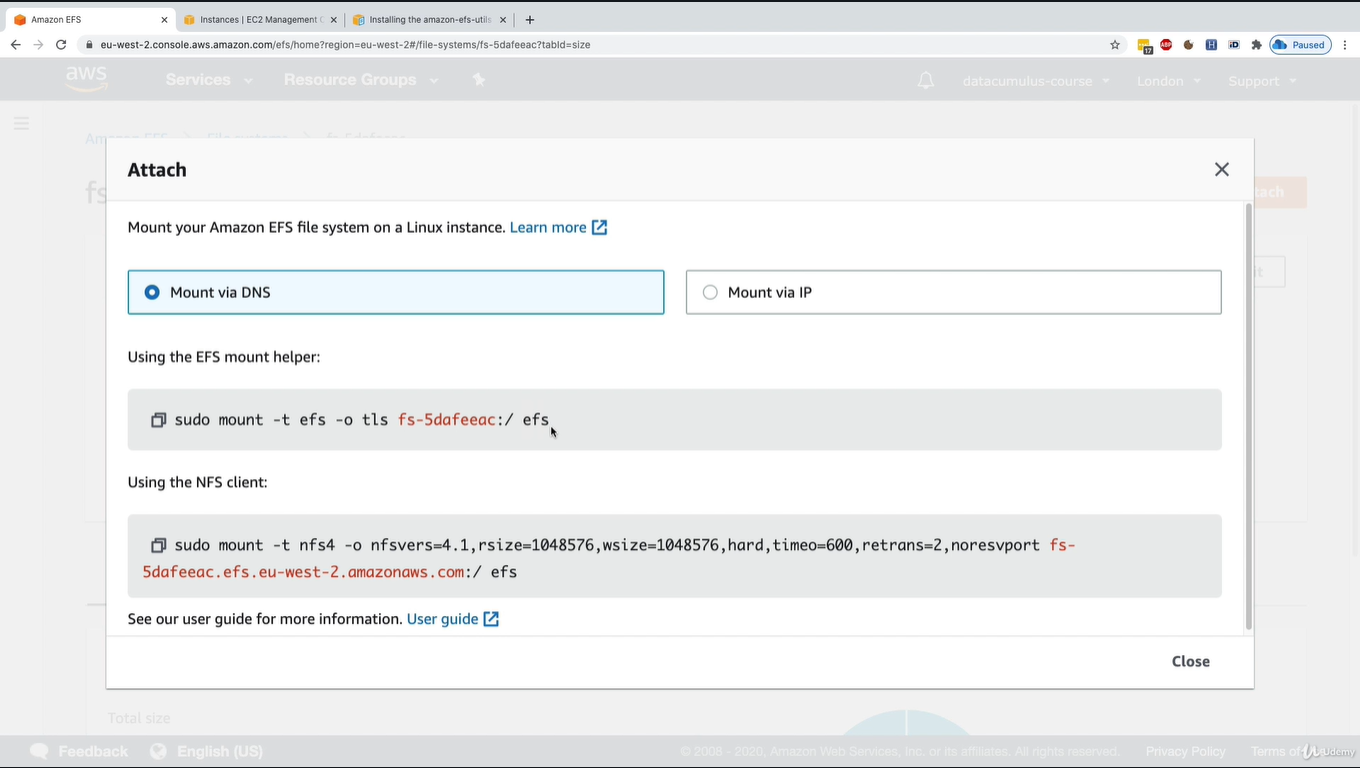 Amazon EFS
Instances | EC2 Management C
Installing the amazon-efs-utils
eu-west-2.console.aws.amazon.com/efs/home?region=eu-west-2#/file-systems/fs-5dafeeac?tabId=size
17
ABP
H
iD
Paused
aws
Services
Resource Groups
datacumulus-course
London
Support
Attach
Mount your Amazon EFS file system on a Linux instance. Learn more
Mount via DNS
Mount via IP
Using the EFS mount helper:
sudo mount -t efs -o tls fs-5dafeeac:/ efs
Using the NFS client:
sudo mount -t nfs4 -o nfsvers=4.1,rsize=1048576,wsize=1048576,hard,timeo=600,retrans=2,noresvport fs-
5dafeeac.efs.eu-west-2.amazonaws.com:/ efs
See our user guide for more information. User guide
Close
Total size
Feedback
English (US)
© 2008 - 2020, Amazon Web Services, Inc. or its affiliates. All rights reserved.
Privacy Policy
Terms of
Udemy